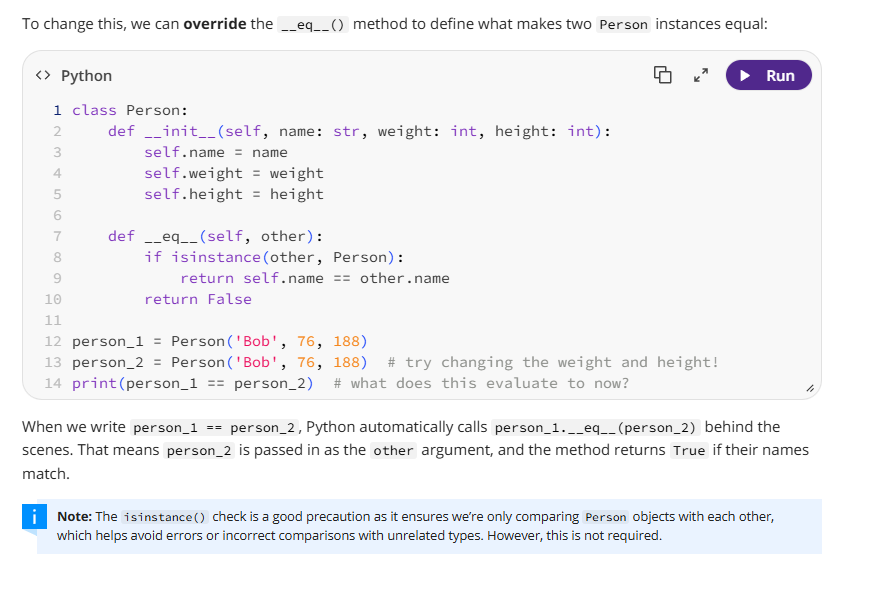 To change this, we can override the __eq__() method to define what makes two Person instances equal:
<> Python
Run
1 class Person:
2     def __init__(self, name: str, weight: int, height: int):
3         self.name = name
4         self.weight = weight
5         self.height = height
6
7     def __eq__(self, other):
8         if isinstance(other, Person):
9             return self.name == other.name
10         return False
11
12 person_1 = Person('Bob', 76, 188)
13 person_2 = Person('Bob', 76, 188)  # try changing the weight and height!
14 print(person_1 == person_2)  # what does this evaluate to now?
When we write person_1 == person_2, Python automatically calls person_1.__eq__(person_2) behind the
scenes. That means person_2 is passed in as the other argument, and the method returns True if their names
match.
i
Note: The isinstance() check is a good precaution as it ensures we're only comparing Person objects with each other,
which helps avoid errors or incorrect comparisons with unrelated types. However, this is not required.